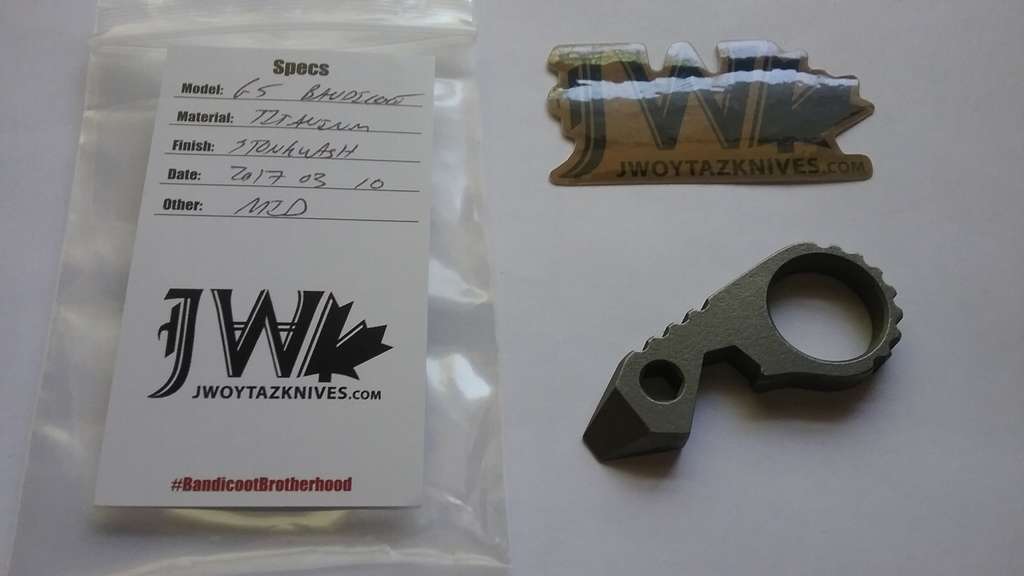 Specs
Model: G5 BANDICOOT
Material: TITANIUM
Finish: STONEWASH
Date: 2017 03 10
Other: MID
JW
JWOYTAZKNIVES.COM
#BandicootBrotherhood
JW
JWOYTAZKNIVES.COM